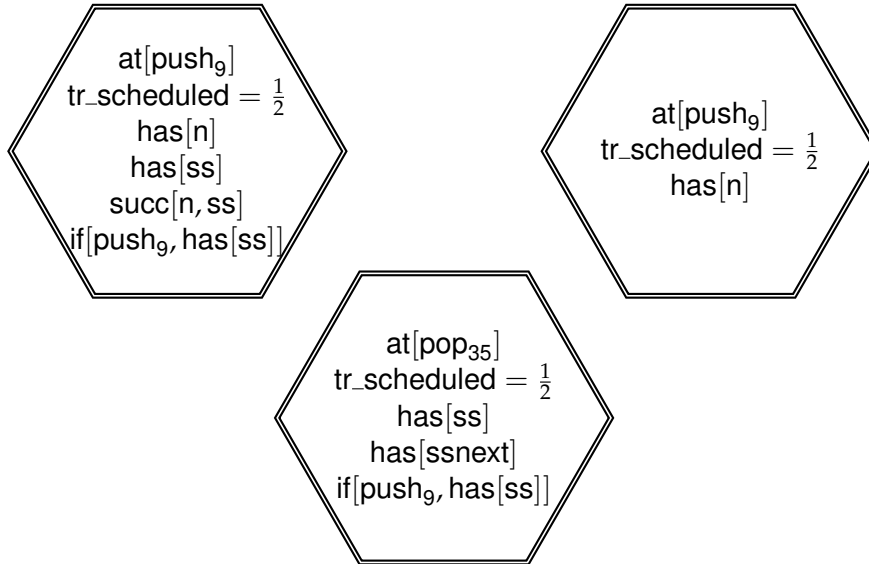 at[push₉]
tr_scheduled = 1/2
has[n]
has[ss]
succ[n, ss]
if[push₉, has[ss]]
at[push₉]
tr_scheduled = 1/2
has[n]
at[pop₃₅]
tr_scheduled = 1/2
has[ss]
has[ssnext]
if[push₉, has[ss]]